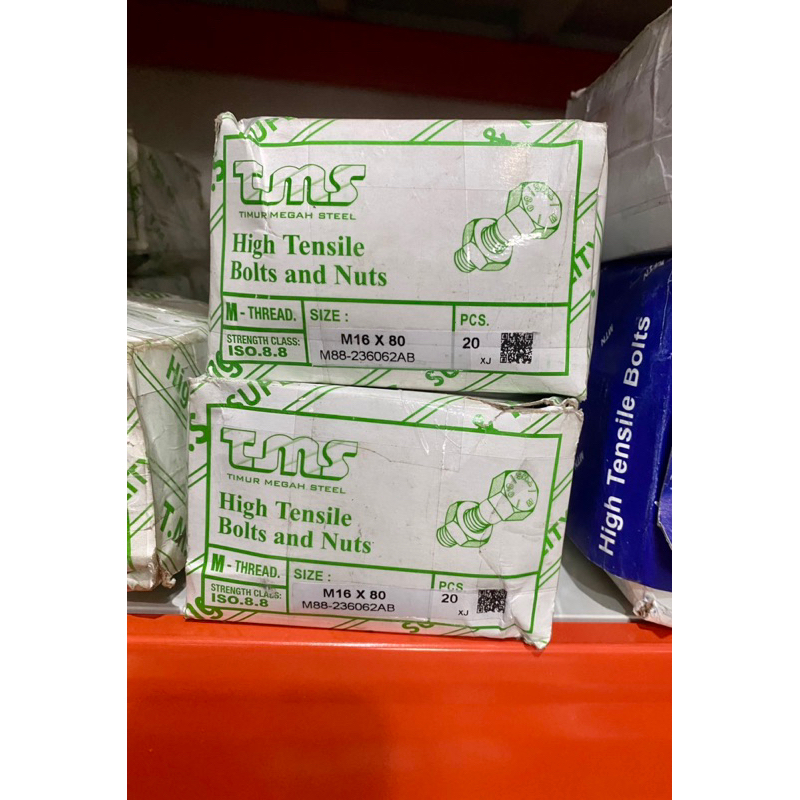 TMS
TIMUR MEGAH STEEL
High Tensile
Bolts and Nuts
M - THREAD.
SIZE :
PCS.
STRENGTH CLASS:
ISO.8.8
M16 X 80
M88-236062AB
20
XJ
TMS
TIMUR MEGAH STEEL
High Tensile
Bolts and Nuts
M - THREAD.
SIZE :
PCS
STRENGTH CLASS:
ISO.8.8
M16 X 80
M88-236062AB
20
XJ
High Tensile Bolts